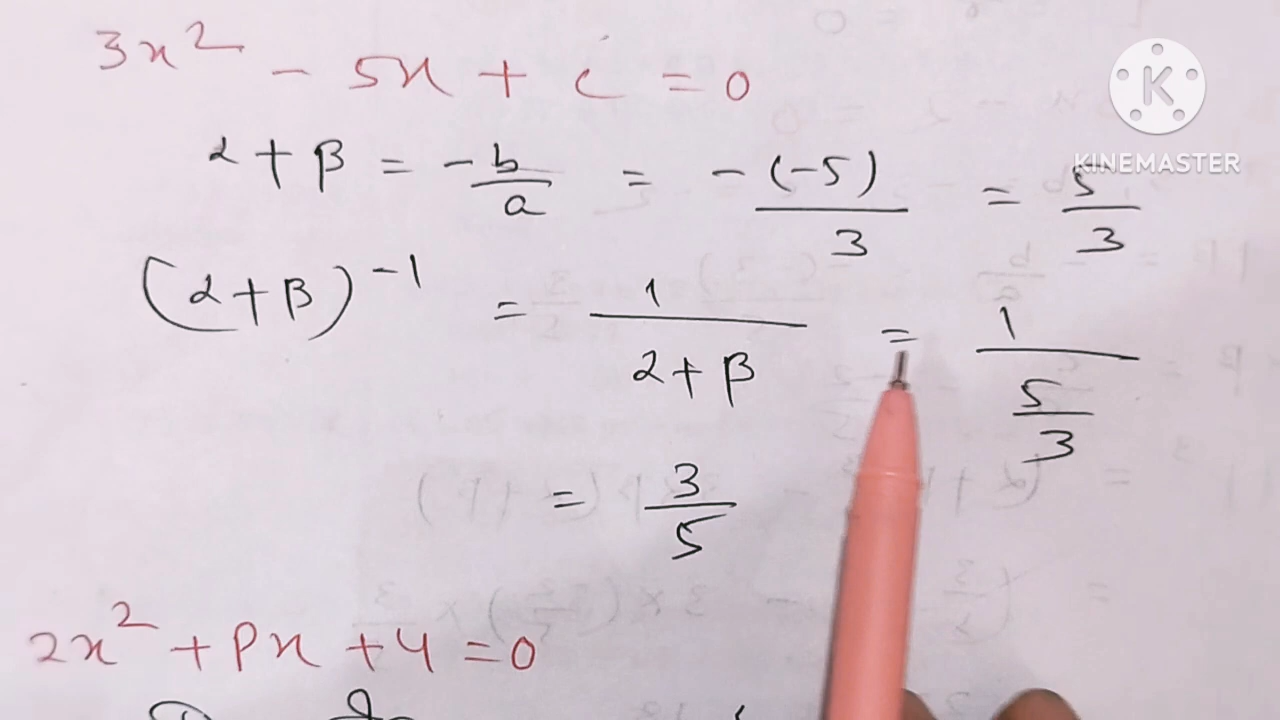 3x² - 5x + c = 0
α + β = -b/a = -(-5)/3 = 5/3
(α + β)⁻¹ = 1/(α + β) = 1/(5/3)
= 3/5
2x² + Px + 4 = 0
K
KINEMASTER